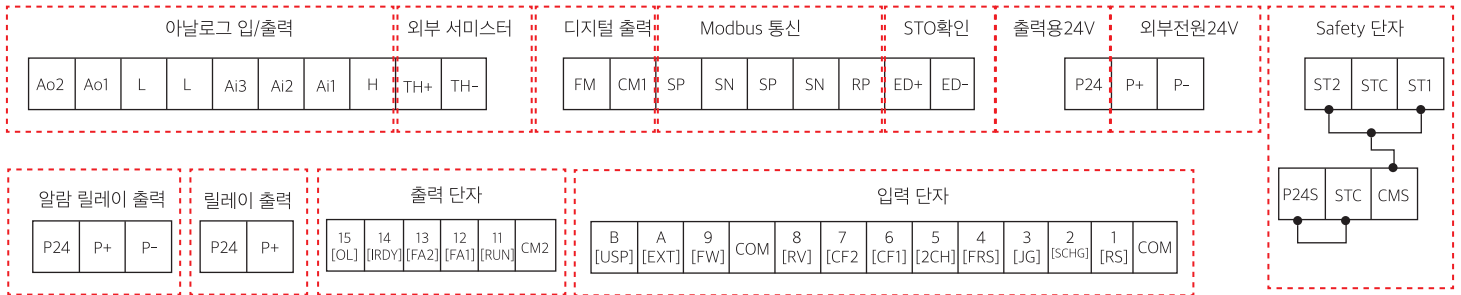 아날로그 입/출력 외부 서미스터 디지털 출력 Modbus 통신 STO확인 출력용24V 외부전원24V Safety 단자
Ao2 Ao1 L L Ai3 Ai2 Ai1 H TH+ TH- FM CM1 SP SN SP SN RP ED+ ED- P24 P+ P- ST2 STC ST1
P24S STC CMS
알람 릴레이 출력 릴레이 출력 출력 단자 입력 단자
P24 P+ P- P24 P+
15 14 13 12 11 CM2
[OL] [IRDY] [FA2] [FA1] [RUN]
B A 9 COM 8 7 6 5 4 3 2 1 COM
[USP] [EXT] [FW] [RV] [CF2 [CF1] [2CH] [FRS] [JG] [SCHG] [RS]